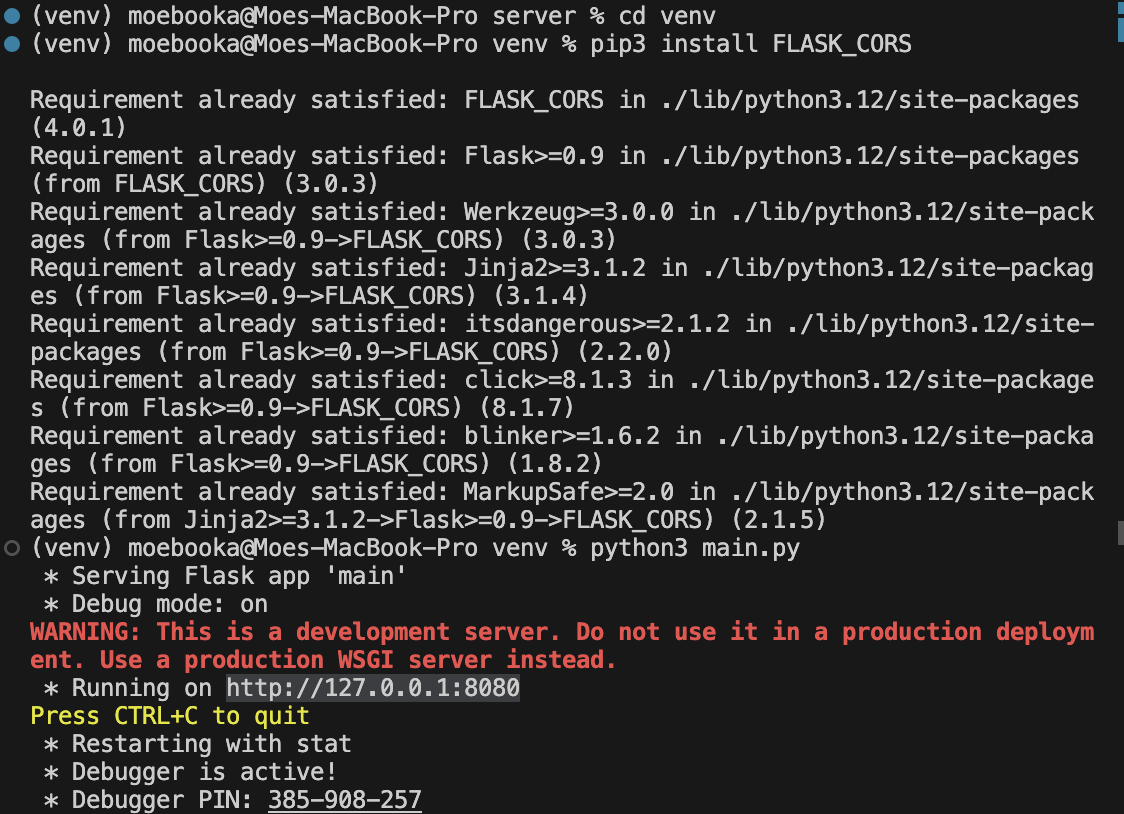 (venv) moebooka@Moes-MacBook-Pro server % cd venv
(venv) moebooka@Moes-MacBook-Pro venv % pip3 install FLASK_CORS
Requirement already satisfied: FLASK_CORS in ./lib/python3.12/site-packages
(4.0.1)
Requirement already satisfied: Flask>=0.9 in ./lib/python3.12/site-packages
(from FLASK_CORS) (3.0.3)
Requirement already satisfied: Werkzeug>=3.0.0 in ./lib/python3.12/site-pack
ages (from Flask>=0.9->FLASK_CORS) (3.0.3)
Requirement already satisfied: Jinja2>=3.1.2 in ./lib/python3.12/site-packag
es (from Flask>=0.9->FLASK_CORS) (3.1.4)
Requirement already satisfied: itsdangerous>=2.1.2 in ./lib/python3.12/site-
packages (from Flask>=0.9->FLASK_CORS) (2.2.0)
Requirement already satisfied: click>=8.1.3 in ./lib/python3.12/site-package
s (from Flask>=0.9->FLASK_CORS) (8.1.7)
Requirement already satisfied: blinker>=1.6.2 in ./lib/python3.12/site-packa
ges (from Flask>=0.9->FLASK_CORS) (1.8.2)
Requirement already satisfied: MarkupSafe>=2.0 in ./lib/python3.12/site-pack
ages (from Jinja2>=3.1.2->Flask>=0.9->FLASK_CORS) (2.1.5)
(venv) moebooka@Moes-MacBook-Pro venv % python3 main.py
 * Serving Flask app 'main'
 * Debug mode: on
WARNING: This is a development server. Do not use it in a production deploym
ent. Use a production WSGI server instead.
 * Running on http://127.0.0.1:8080
Press CTRL+C to quit
 * Restarting with stat
 * Debugger is active!
 * Debugger PIN: 385-908-257